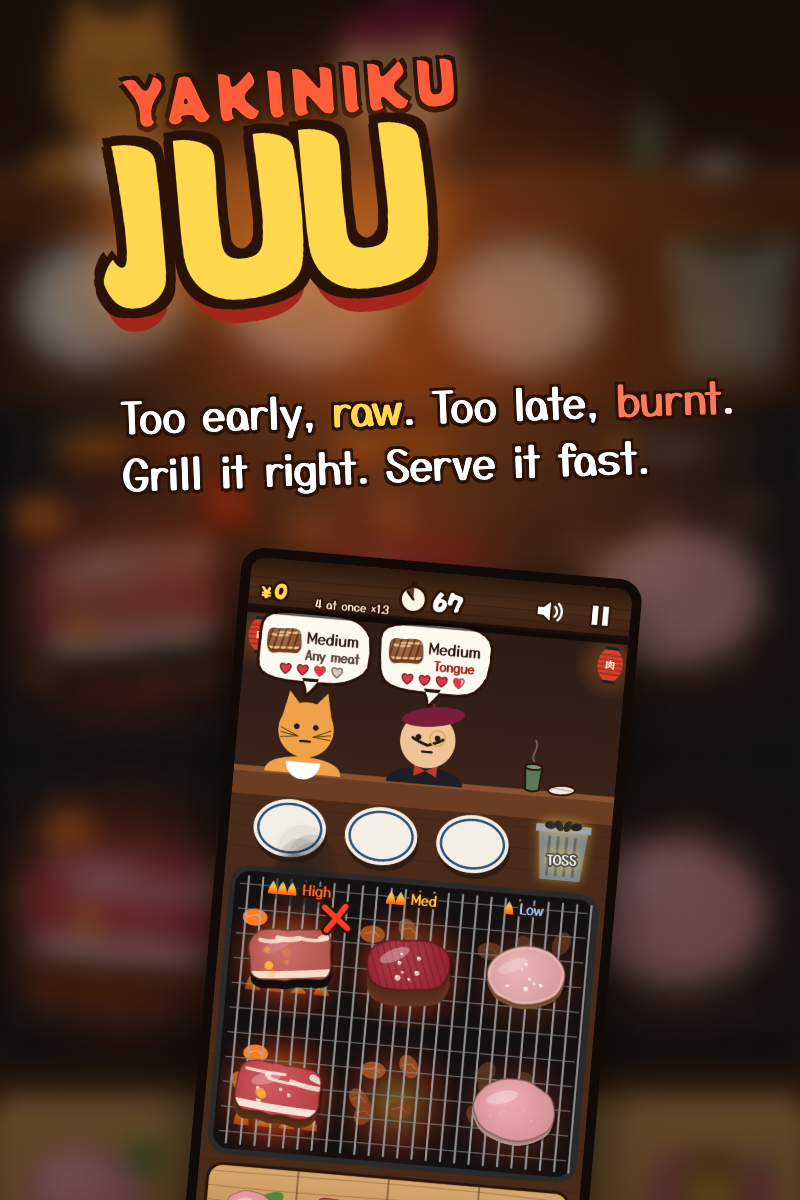 YAKINIKU
JUU
Too early, raw. Too late, burnt.
Grill it right. Serve it fast.
¥0
4 at once ×1.3
67
Medium
Any meat
Medium
Tongue
肉
TOSS
High
Med
Low